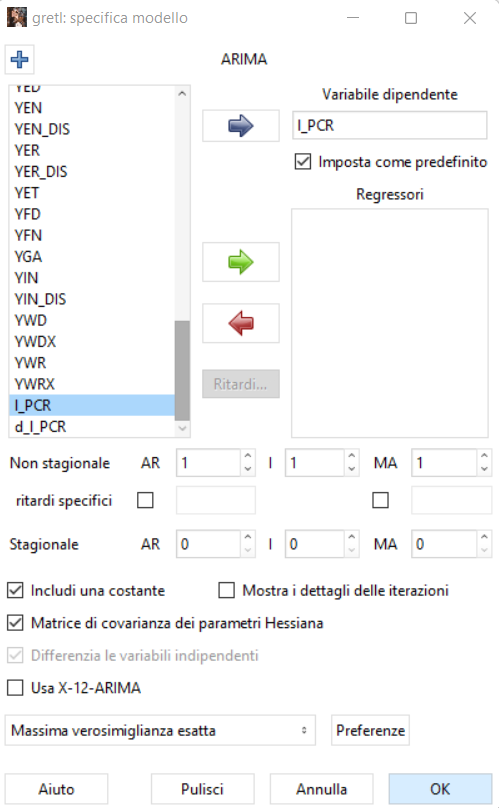 gretl: specifica modello
ARIMA
YED
YEN
YEN_DIS
YER
YER_DIS
YET
YFD
YFN
YGA
YIN
YIN_DIS
YWD
YWDX
YWR
YWRX
l_PCR
d_l_PCR
Variabile dipendente
l_PCR
Imposta come predefinito
Regressori
Ritardi...
Non stagionale AR 1 I 1 MA 1
ritardi specifici
Stagionale AR 0 I 0 MA 0
Includi una costante Mostra i dettagli delle iterazioni
Matrice di covarianza dei parametri Hessiana
Differenzia le variabili indipendenti
Usa X-12-ARIMA
Massima verosimiglianza esatta Preferenze
Aiuto Pulisci Annulla OK